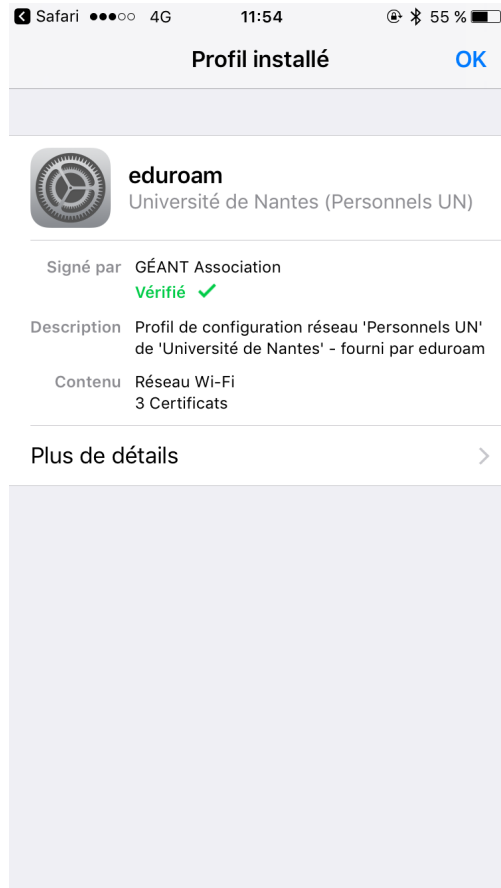 Safari 4G 11:54 55 %
Profil installé OK
eduroam
Université de Nantes (Personnels UN)
Signé par GÉANT Association
Vérifié
Description Profil de configuration réseau 'Personnels UN'
de 'Université de Nantes' - fourni par eduroam
Contenu Réseau Wi-Fi
3 Certificats
Plus de détails